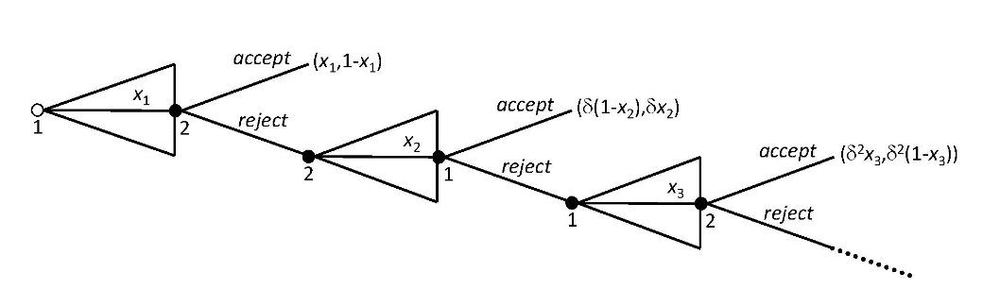 accept (x₁,1-x₁)
x₁
1
2
reject
accept (δ(1-x₂),δx₂)
x₂
2
1
reject
accept (δ²x₃,δ²(1-x₃))
x₃
1
2
reject